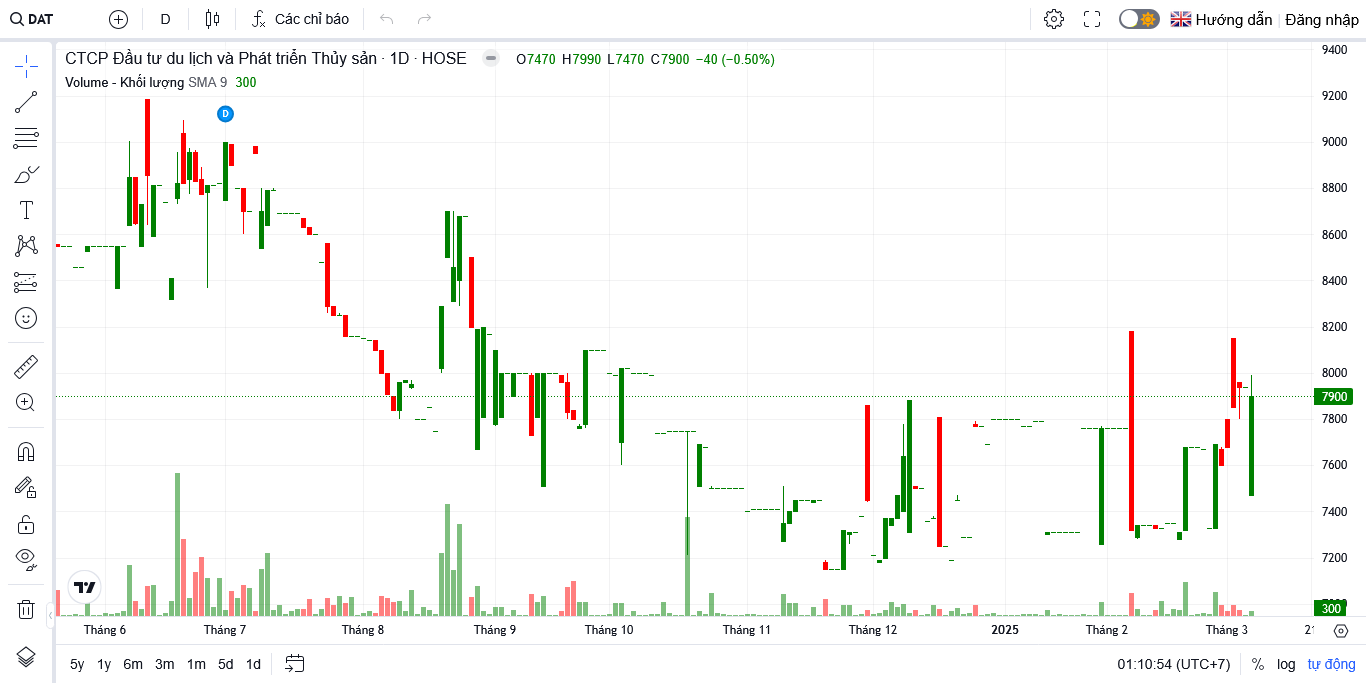 DAT D Các chỉ báo Hướng dẫn Đăng nhập
CTCP Đầu tư du lịch và Phát triển Thủy sản · 1D · HOSE O7470 H7990 L7470 C7900 −40 (−0.50%)
Volume - Khối lượng SMA 9 300
D
9400
9200
9000
8800
8600
8400
8200
8000
7900
7800
7600
7400
7200
300
Tháng 6 Tháng 7 Tháng 8 Tháng 9 Tháng 10 Tháng 11 Tháng 12 2025 Tháng 2 Tháng 3
5y 1y 6m 3m 1m 5d 1d 01:10:54 (UTC+7) % log tự động